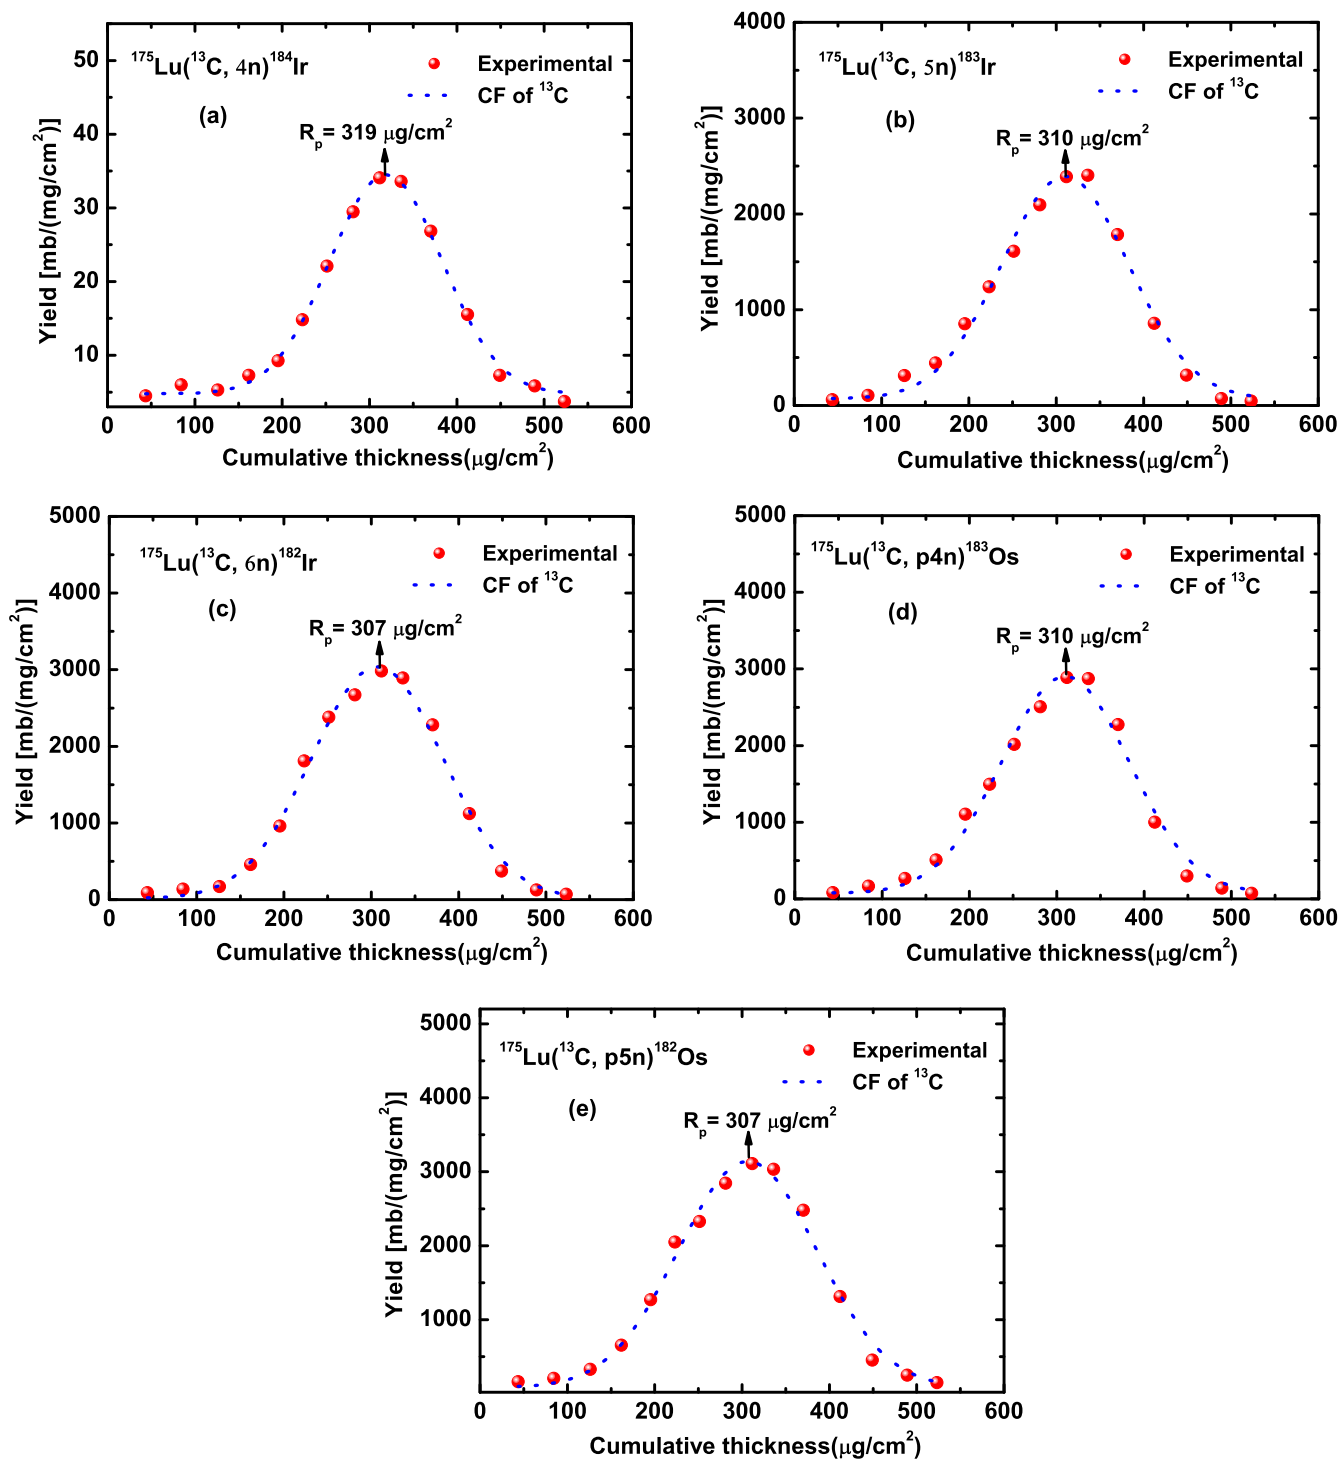 ¹⁷⁵Lu(¹³C, 4n)¹⁸⁴Ir
Experimental
CF of ¹³C
(a)
Rₚ= 319 μg/cm²
Yield [mb/(mg/cm²)]
50
40
30
20
10
0 100 200 300 400 500 600
Cumulative thickness(μg/cm²)
¹⁷⁵Lu(¹³C, 5n)¹⁸³Ir
Experimental
CF of ¹³C
(b)
Rₚ= 310 μg/cm²
Yield [mb/(mg/cm²)]
4000
3000
2000
1000
0
0 100 200 300 400 500 600
Cumulative thickness(μg/cm²)
¹⁷⁵Lu(¹³C, 6n)¹⁸²Ir
Experimental
CF of ¹³C
(c)
Rₚ= 307 μg/cm²
Yield [mb/(mg/cm²)]
5000
4000
3000
2000
1000
0
0 100 200 300 400 500 600
Cumulative thickness(μg/cm²)
¹⁷⁵Lu(¹³C, p4n)¹⁸³Os
Experimental
CF of ¹³C
(d)
Rₚ= 310 μg/cm²
Yield [mb/(mg/cm²)]
5000
4000
3000
2000
1000
0
0 100 200 300 400 500 600
Cumulative thickness(μg/cm²)
¹⁷⁵Lu(¹³C, p5n)¹⁸²Os
Experimental
CF of ¹³C
(e)
Rₚ= 307 μg/cm²
Yield [mb/(mg/cm²)]
5000
4000
3000
2000
1000
0 100 200 300 400 500 600
Cumulative thickness(μg/cm²)